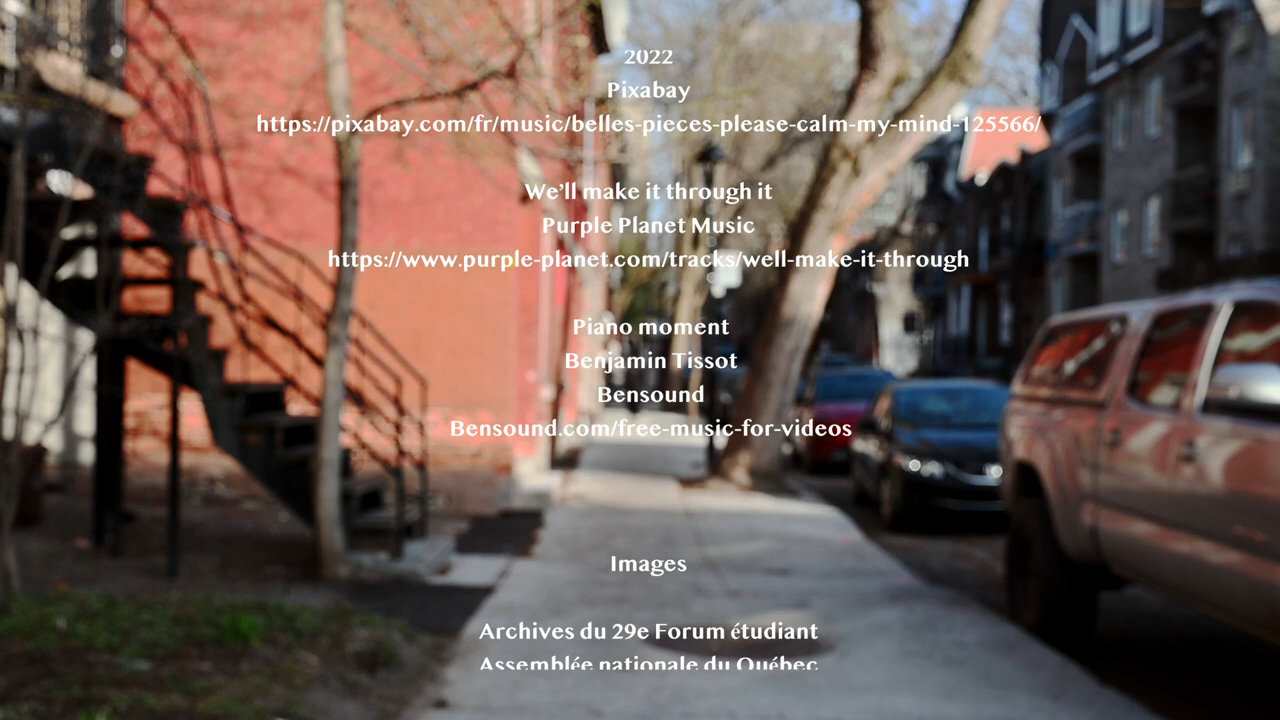 2022
Pixabay
https://pixabay.com/fr/music/belles-pieces-please-calm-my-mind-125566/
We'll make it through it
Purple Planet Music
https://www.purple-planet.com/tracks/well-make-it-through
Piano moment
Benjamin Tissot
Bensound
Bensound.com/free-music-for-videos
Images
Archives du 29e Forum étudiant
Assemblée nationale du Québec